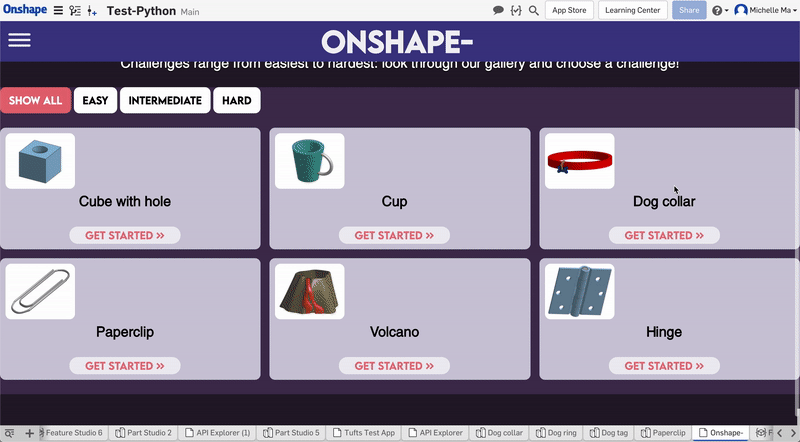 Onshape Test-Python Main App Store Learning Center Share Michelle Ma
ONSHAPE-
Challenges range from easiest to hardest: look through our gallery and choose a challenge!
SHOW ALL EASY INTERMEDIATE HARD
Cube with hole Cup Dog collar
GET STARTED >> GET STARTED >> GET STARTED >>
Paperclip Volcano Hinge
GET STARTED >> GET STARTED >> GET STARTED >>
Feature Studio 6 Part Studio 2 API Explorer (1) Part Studio 5 Tufts Test App API Explorer Dog collar Dog ring Dog tag Paperclip Onshape- F